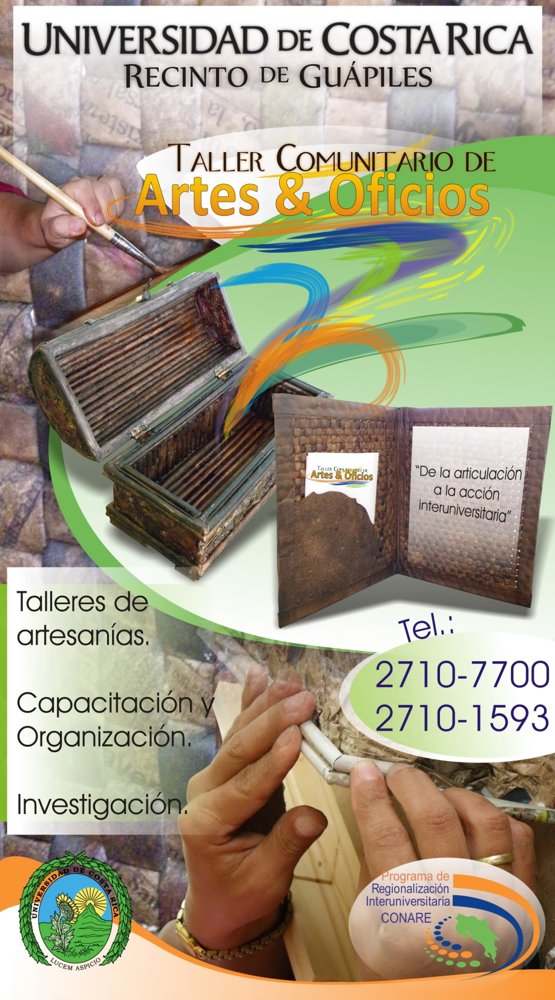 UNIVERSIDAD DE COSTA RICA
RECINTO DE GUÁPILES
TALLER COMUNITARIO DE
Artes & Oficios
TALLER COMUNITARIO DE
Artes & Oficios
“De la articulación
a la acción
interuniversitaria”
Talleres de
artesanías.
Capacitación y
Organización.
Investigación.
Tel.:
2710-7700
2710-1593
UNIVERSIDAD DE COSTA RICA
LUCEM ASPICIO
Programa de
Regionalización
Interuniversitaria
CONARE